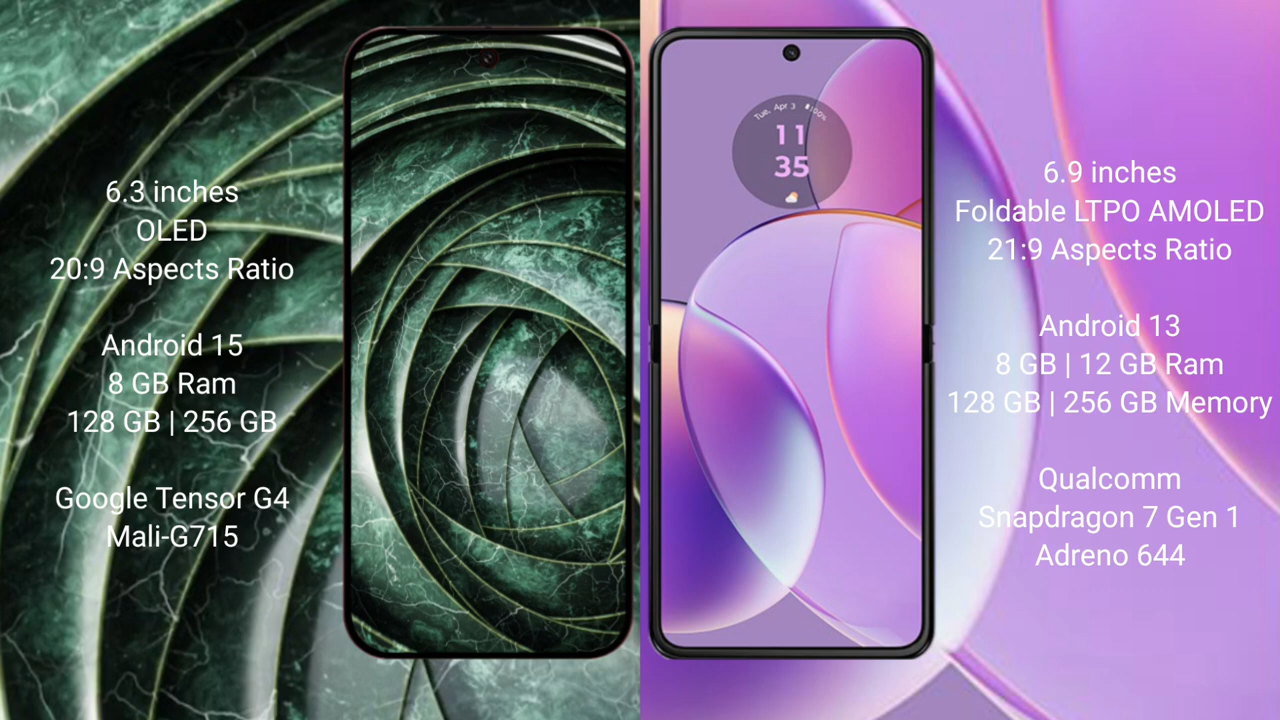 6.3 inches
OLED
20:9 Aspects Ratio
Android 15
8 GB Ram
128 GB | 256 GB
Google Tensor G4
Mali-G715
Tue, Apr 3 100%
11
35
6.9 inches
Foldable LTPO AMOLED
21:9 Aspects Ratio
Android 13
8 GB | 12 GB Ram
128 GB | 256 GB Memory
Qualcomm
Snapdragon 7 Gen 1
Adreno 644